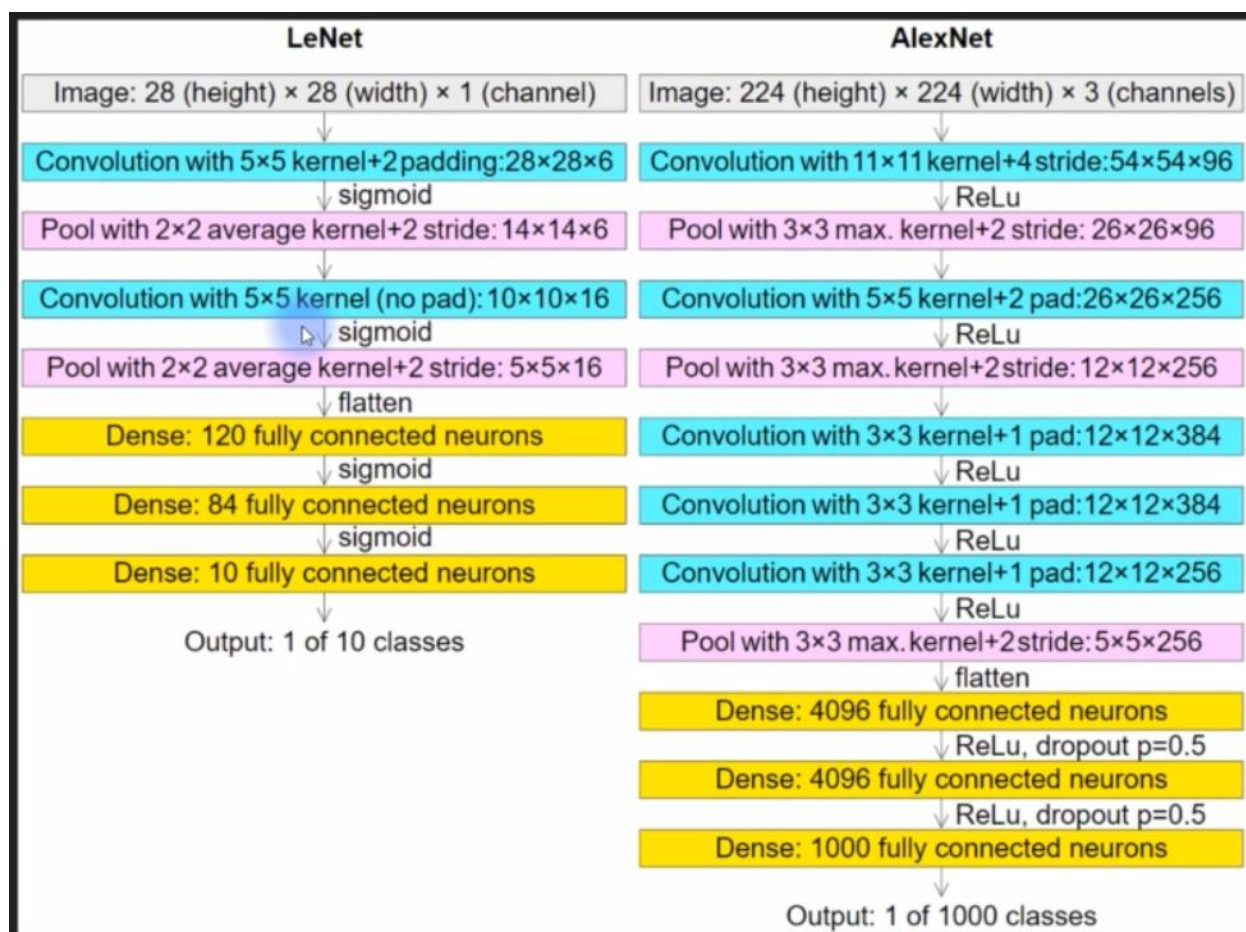 LeNet
Image: 28 (height) × 28 (width) × 1 (channel)
Convolution with 5×5 kernel+2padding:28×28×6
sigmoid
Pool with 2×2 average kernel+2 stride:14×14×6
Convolution with 5×5 kernel (no pad):10×10×16
sigmoid
Pool with 2×2 average kernel+2 stride: 5×5×16
flatten
Dense: 120 fully connected neurons
sigmoid
Dense: 84 fully connected neurons
sigmoid
Dense: 10 fully connected neurons
Output: 1 of 10 classes
AlexNet
Image: 224 (height) × 224 (width) × 3 (channels)
Convolution with 11×11 kernel+4 stride:54×54×96
ReLu
Pool with 3×3 max. kernel+2 stride: 26×26×96
Convolution with 5×5 kernel+2 pad:26×26×256
ReLu
Pool with 3×3 max.kernel+2stride:12×12×256
Convolution with 3×3 kernel+1 pad:12×12×384
ReLu
Convolution with 3×3 kernel+1 pad:12×12×384
ReLu
Convolution with 3×3 kernel+1 pad:12×12×256
ReLu
Pool with 3×3 max.kernel+2stride:5×5×256
flatten
Dense: 4096 fully connected neurons
ReLu, dropout p=0.5
Dense: 4096 fully connected neurons
ReLu, dropout p=0.5
Dense: 1000 fully connected neurons
Output: 1 of 1000 classes